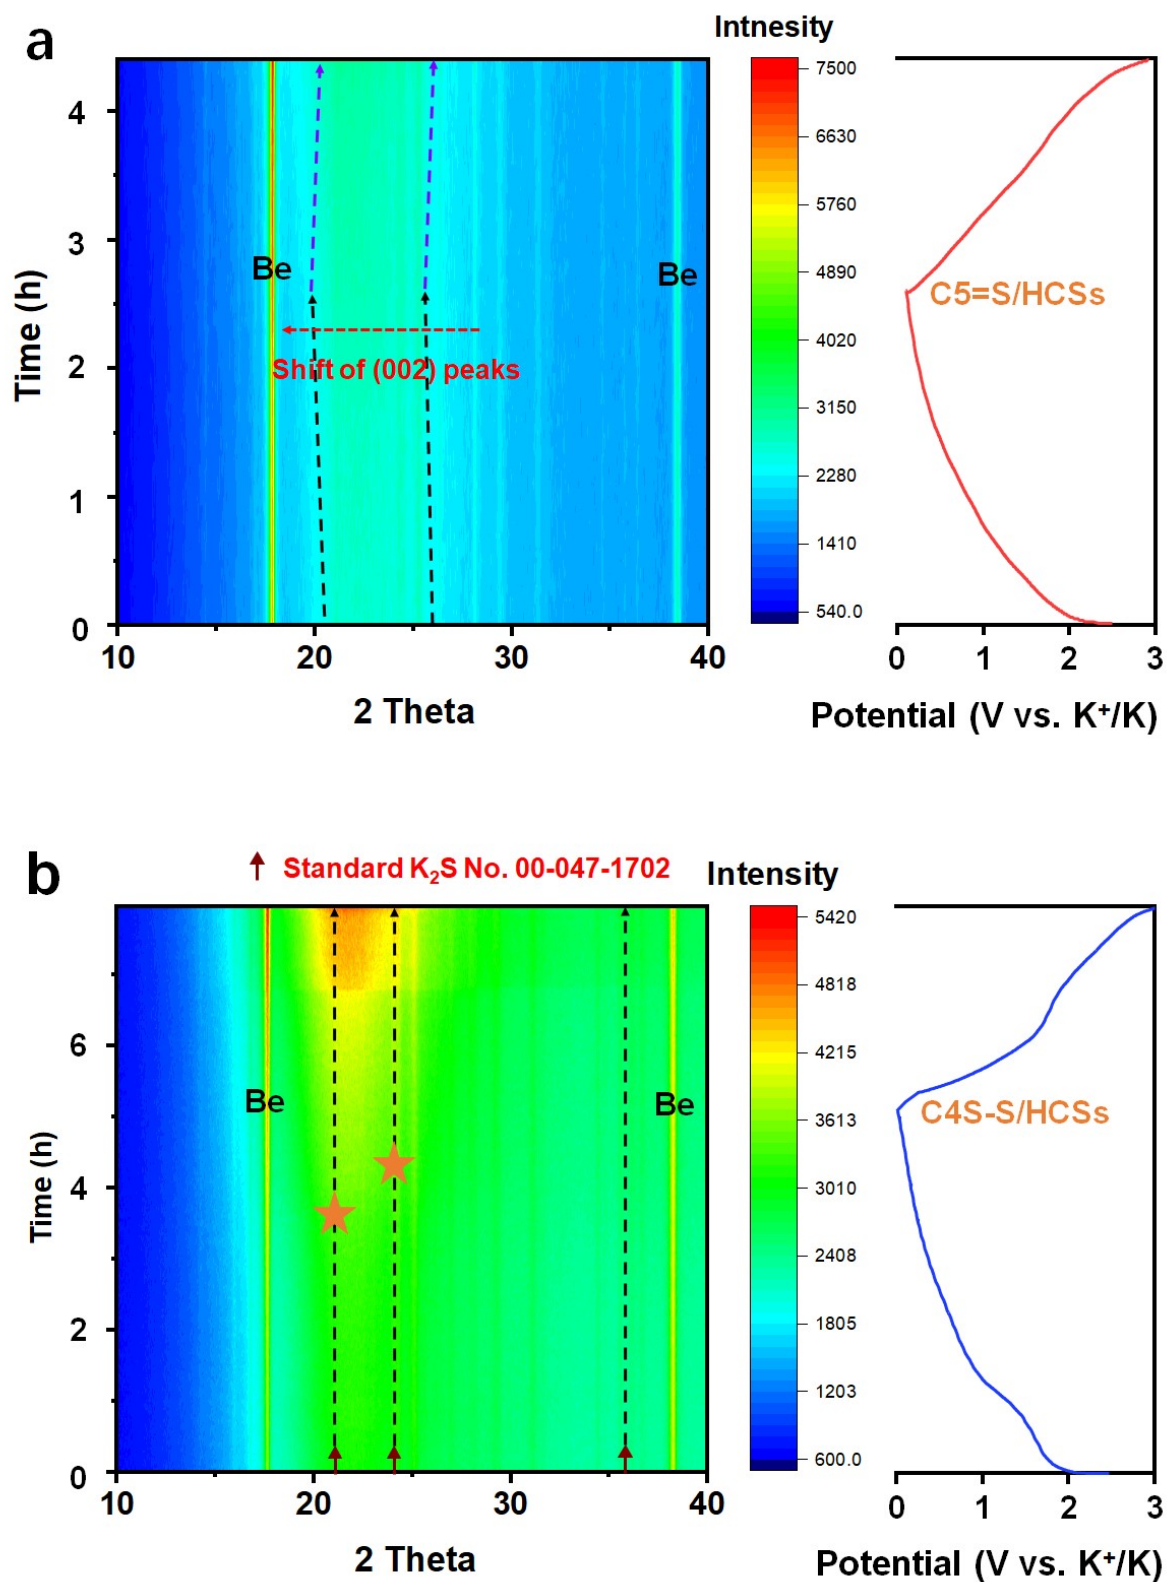 a
Intnesity
4
3
2
1
0
Time (h)
Be
Be
Shift of (002) peaks
10
20
30
40
2 Theta
7500
6630
5760
4890
4020
3150
2280
1410
540.0
C5=S/HCSs
0
1
2
3
Potential (V vs. K⁺/K)
b
Standard K₂S No. 00-047-1702
Intensity
6
4
2
0
Time (h)
Be
Be
10
20
30
40
2 Theta
5420
4818
4215
3613
3010
2408
1805
1203
600.0
C4S-S/HCSs
0
1
2
3
Potential (V vs. K⁺/K)